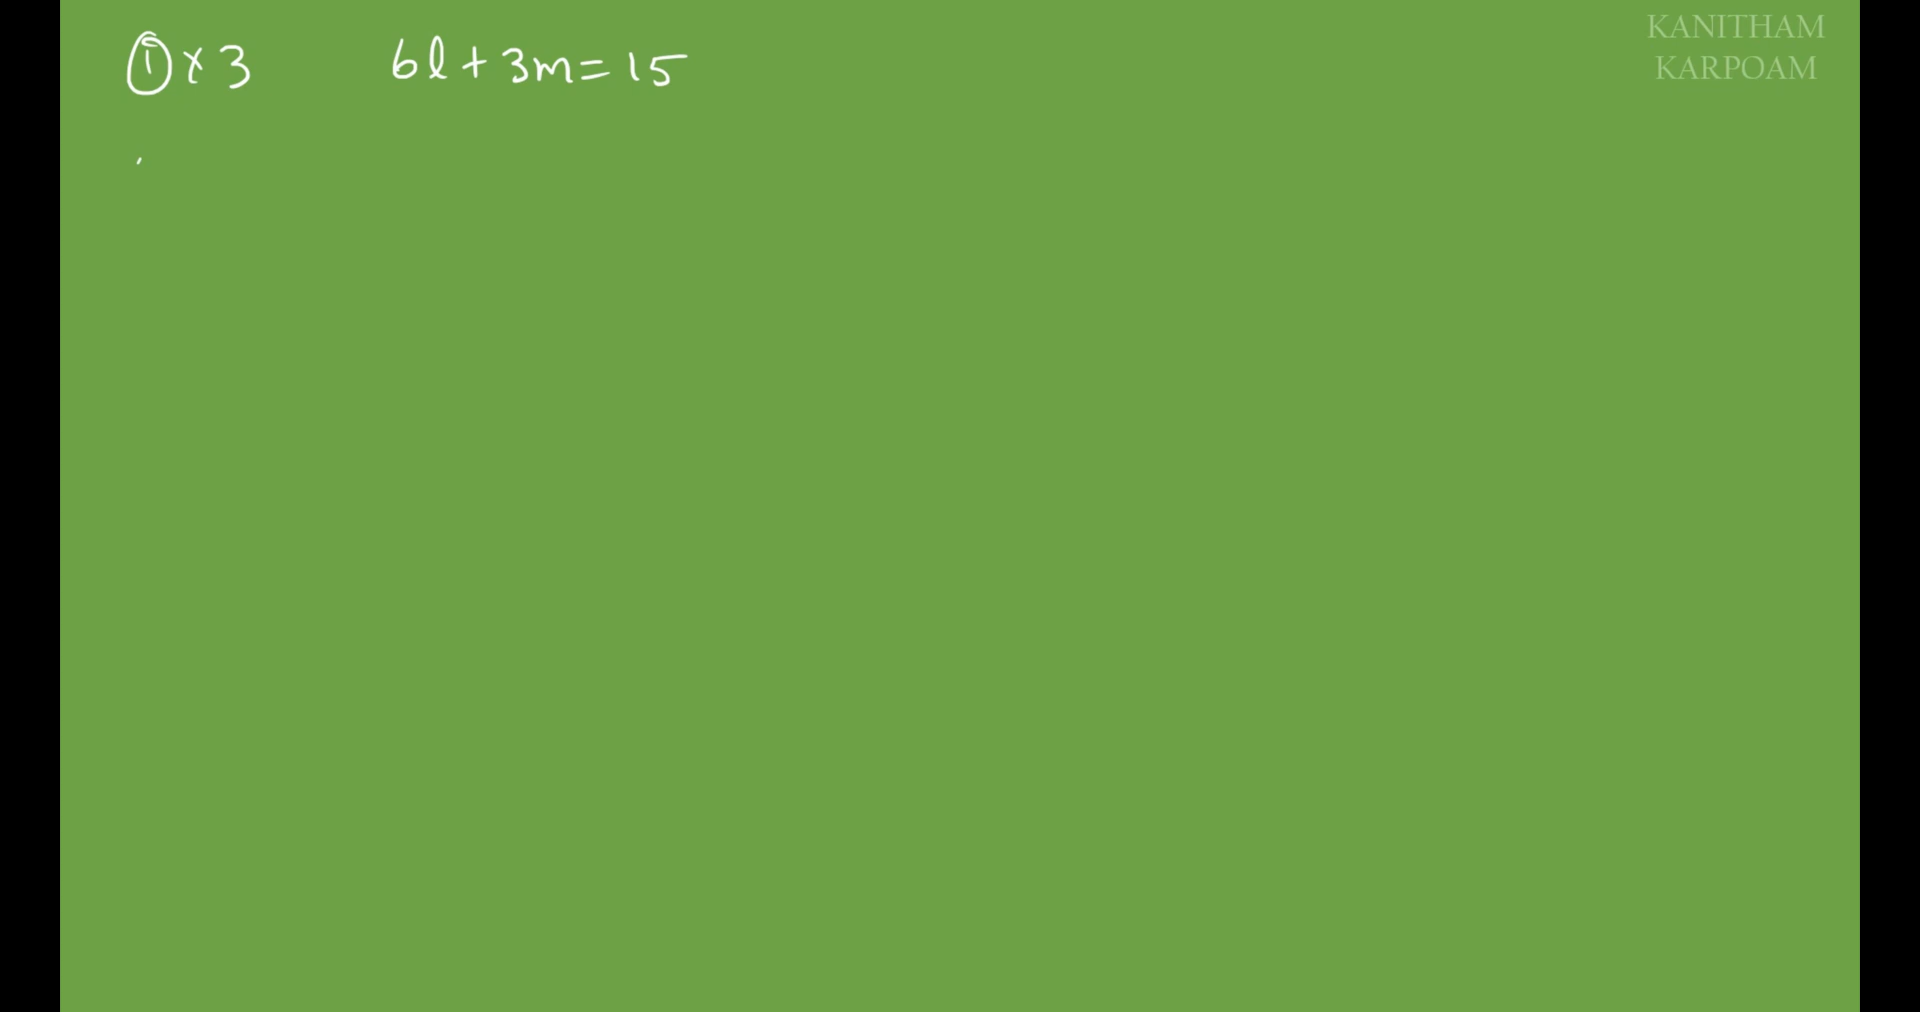 ① × 3 6l + 3m = 15
KANITHAM
KARPOAM